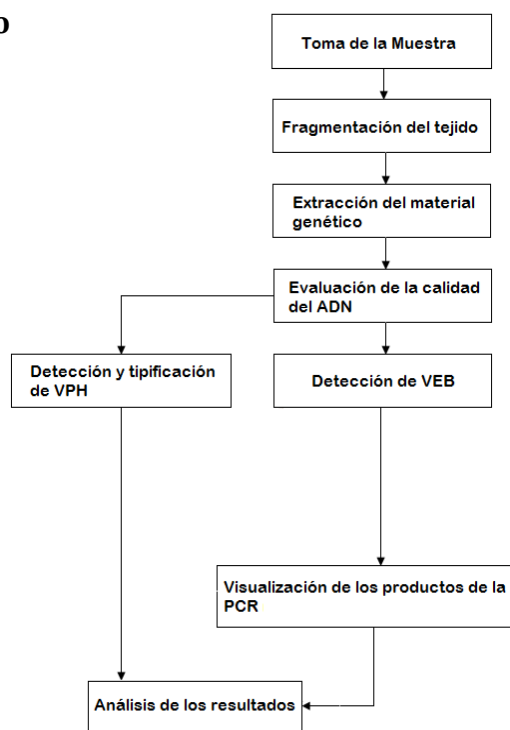 o
Toma de la Muestra
Fragmentación del tejido
Extracción del material
genético
Evaluación de la calidad
del ADN
Detección y tipificación
de VPH
Detección de VEB
Visualización de los productos de la
PCR
Análisis de los resultados